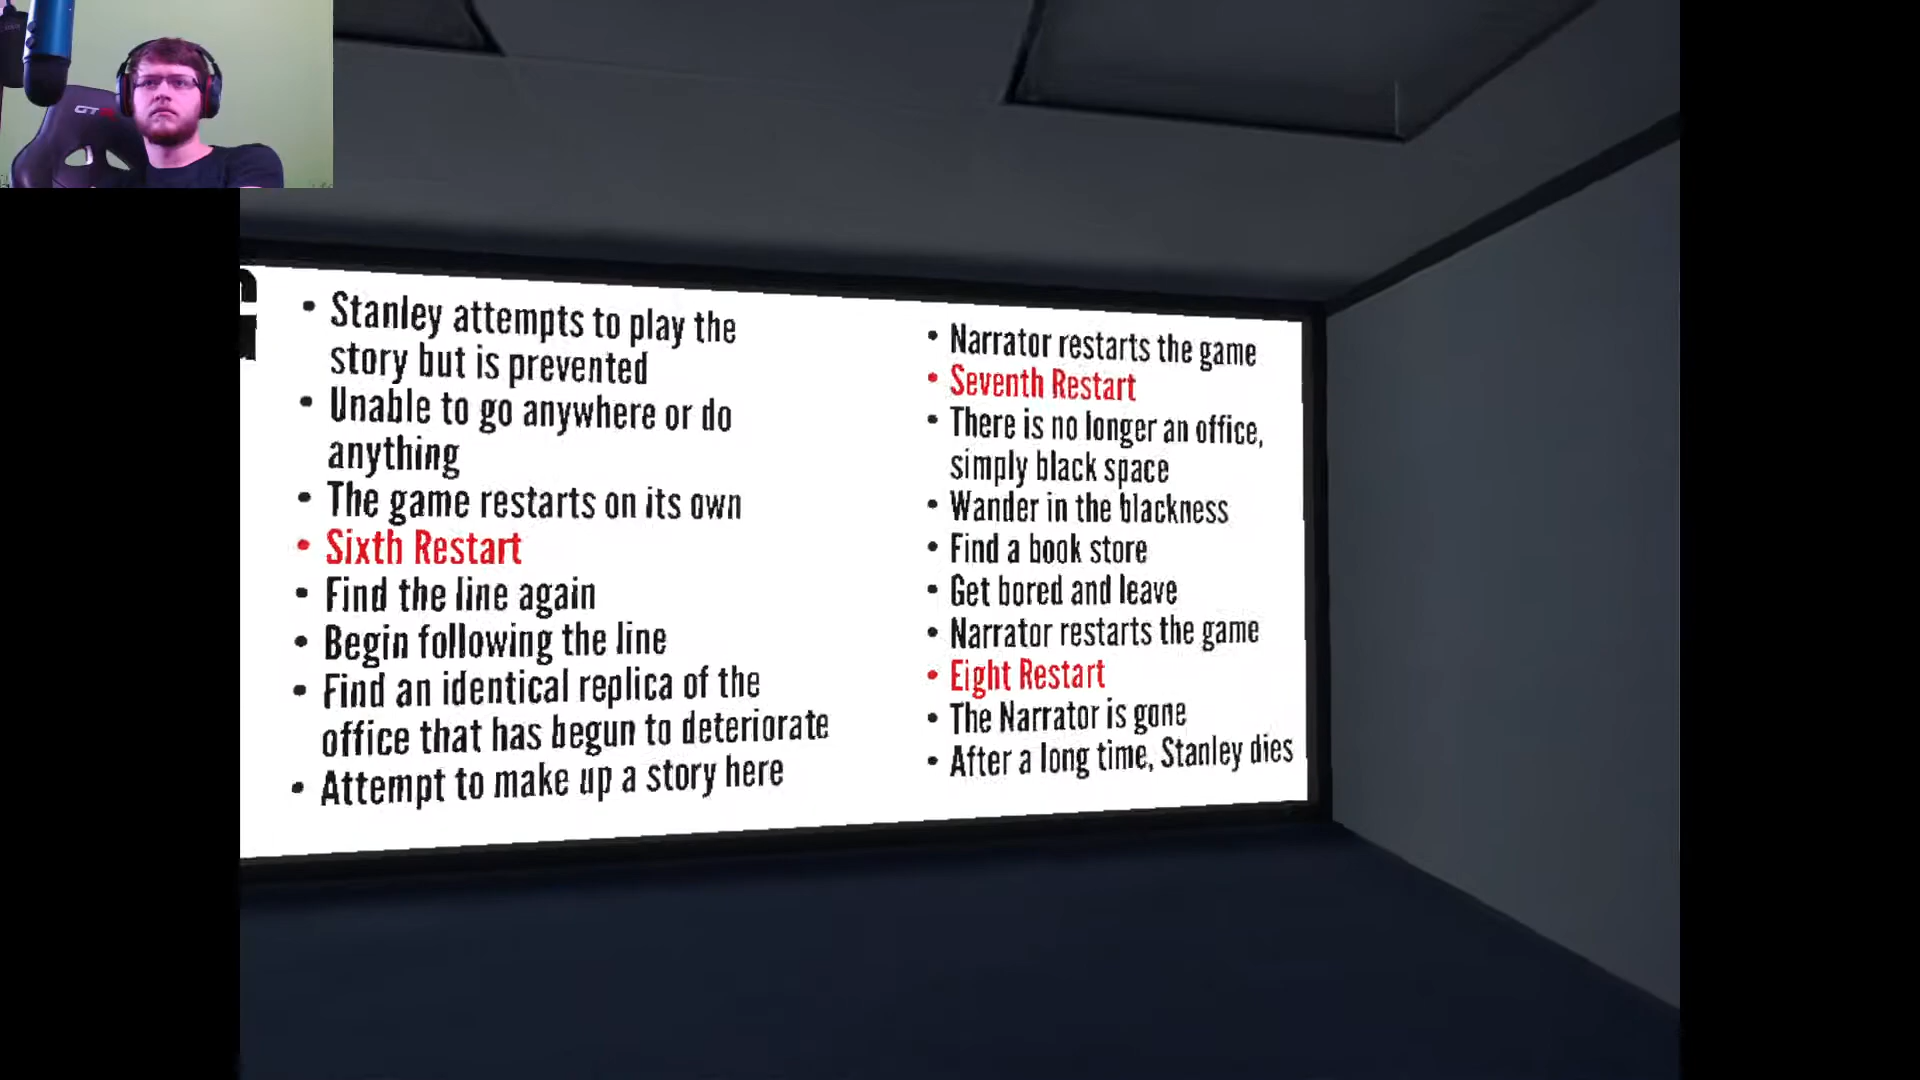 GT
• Stanley attempts to play the
story but is prevented
• Unable to go anywhere or do
anything
• The game restarts on its own
• Sixth Restart
• Find the line again
• Begin following the line
• Find an identical replica of the
office that has begun to deteriorate
• Attempt to make up a story here
• Narrator restarts the game
• Seventh Restart
• There is no longer an office,
simply black space
• Wander in the blackness
• Find a book store
• Get bored and leave
• Narrator restarts the game
• Eight Restart
• The Narrator is gone
• After a long time, Stanley dies